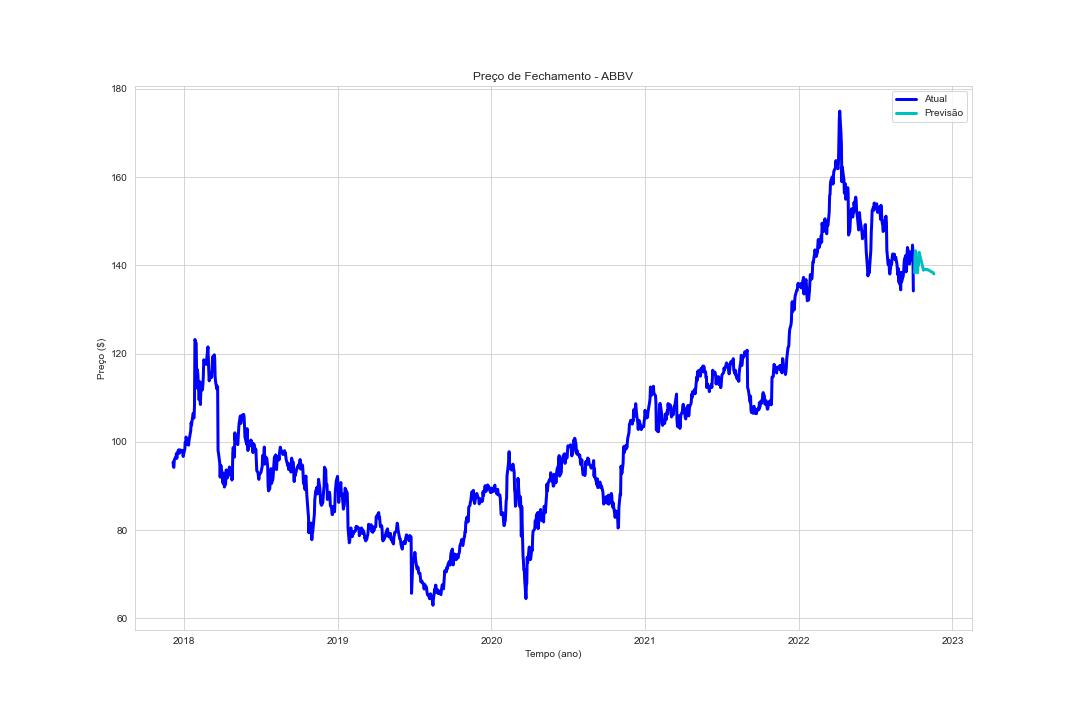 Preço de Fechamento - ABBV
180
160
140
120
100
80
60
Preço ($)
Atual
Previsão
2018
2019
2020
2021
2022
2023
Tempo (ano)